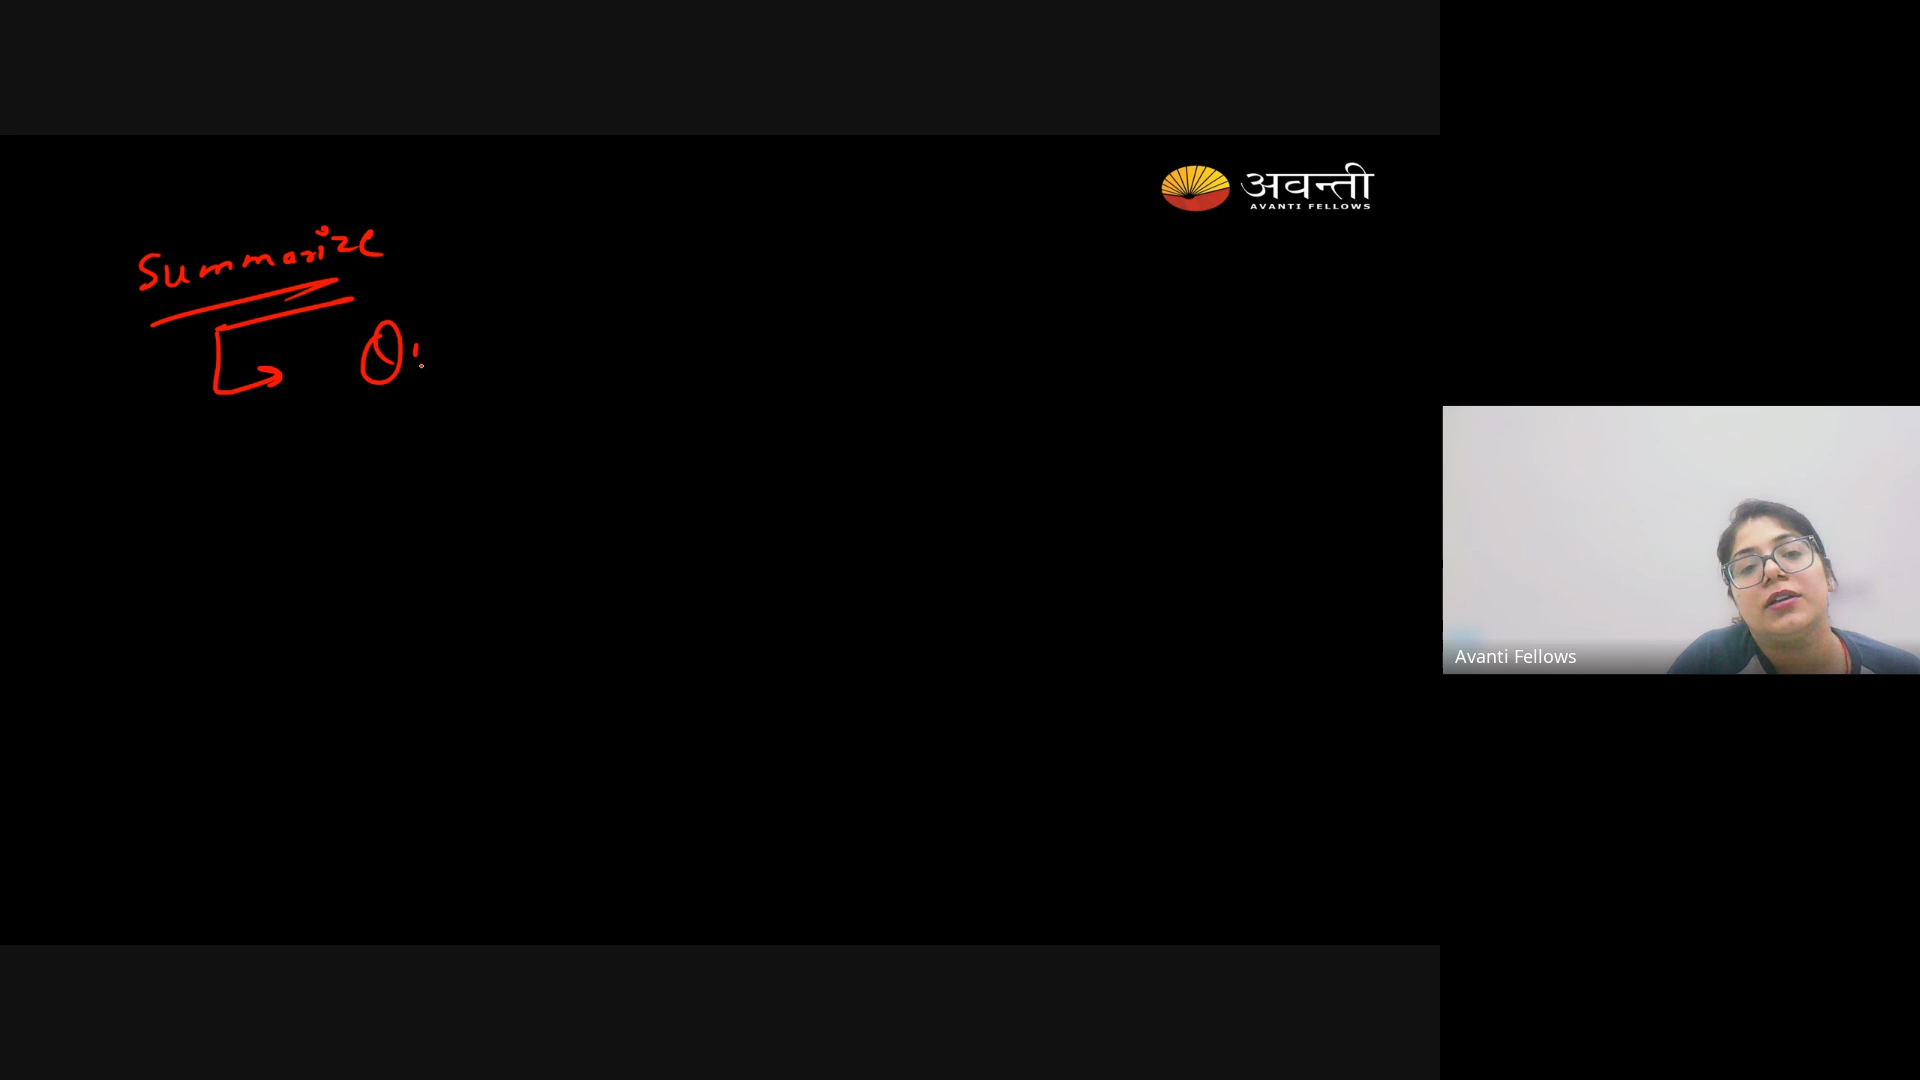 अवन्ती
AVANTI FELLOWS
Summarize
Avanti Fellows